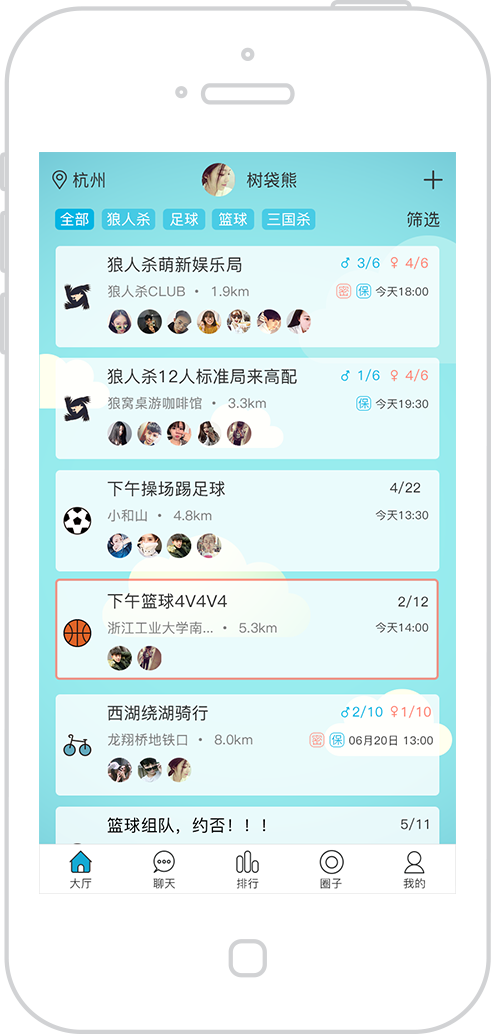 杭州 树袋熊
全部 狼人杀 足球 篮球 三国杀 筛选
狼人杀萌新娱乐局 ♂ 3/6 ♀ 4/6
狼人杀CLUB • 1.9km 密 保 今天18:00
狼人杀12人标准局来高配 ♂ 1/6 ♀ 4/6
狼窝桌游咖啡馆 • 3.3km 保 今天19:30
下午操场踢足球 4/22
小和山 • 4.8km 今天13:30
下午篮球4V4V4 2/12
浙江工业大学南... • 5.3km 今天14:00
西湖绕湖骑行 ♂2/10 ♀1/10
龙翔桥地铁口 • 8.0km 密 保 06月20日 13:00
篮球组队，约否！！！ 5/11
大厅 聊天 排行 圈子 我的